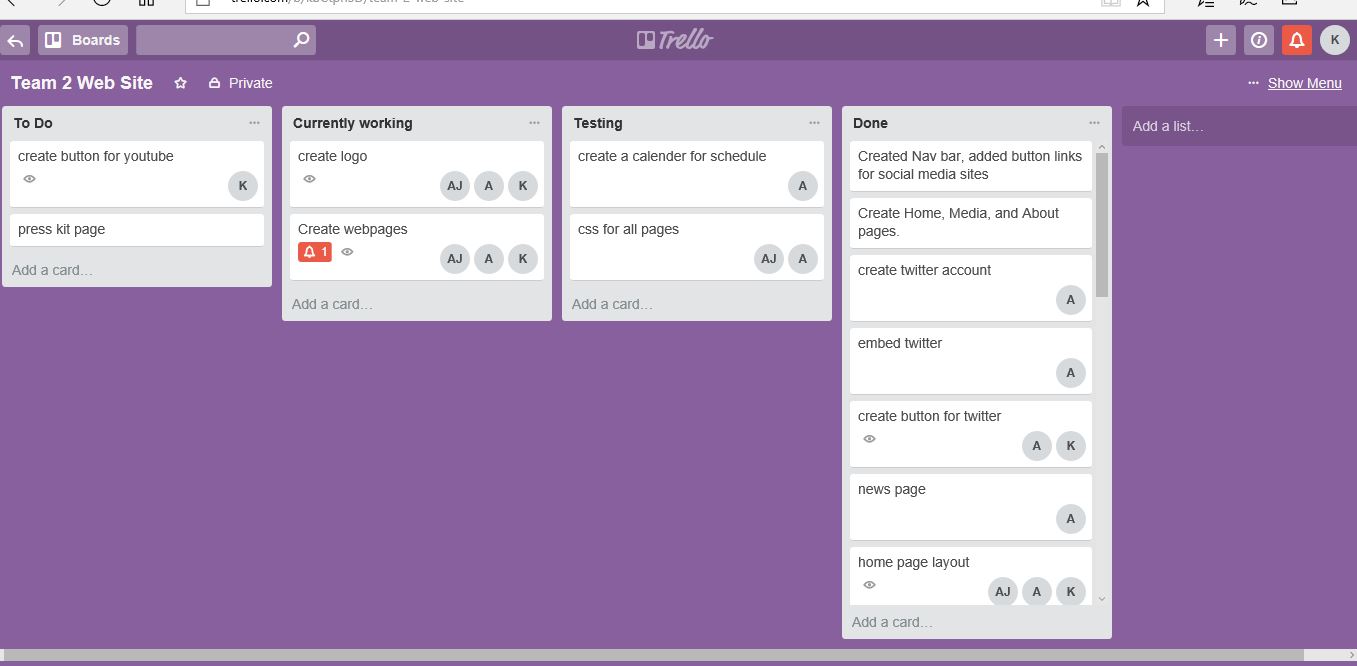 Boards
Trello
K
Team 2 Web Site
Private
... Show Menu
To Do
create button for youtube
K
press kit page
Add a card...
Currently working
create logo
AJ A K
Create webpages
1
AJ A K
Add a card...
Testing
create a calender for schedule
A
css for all pages
AJ A
Add a card...
Done
Created Nav bar, added button links
for social media sites
Create Home, Media, and About
pages.
create twitter account
A
embed twitter
A
create button for twitter
A K
news page
A
home page layout
AJ A K
Add a card...
Add a list...